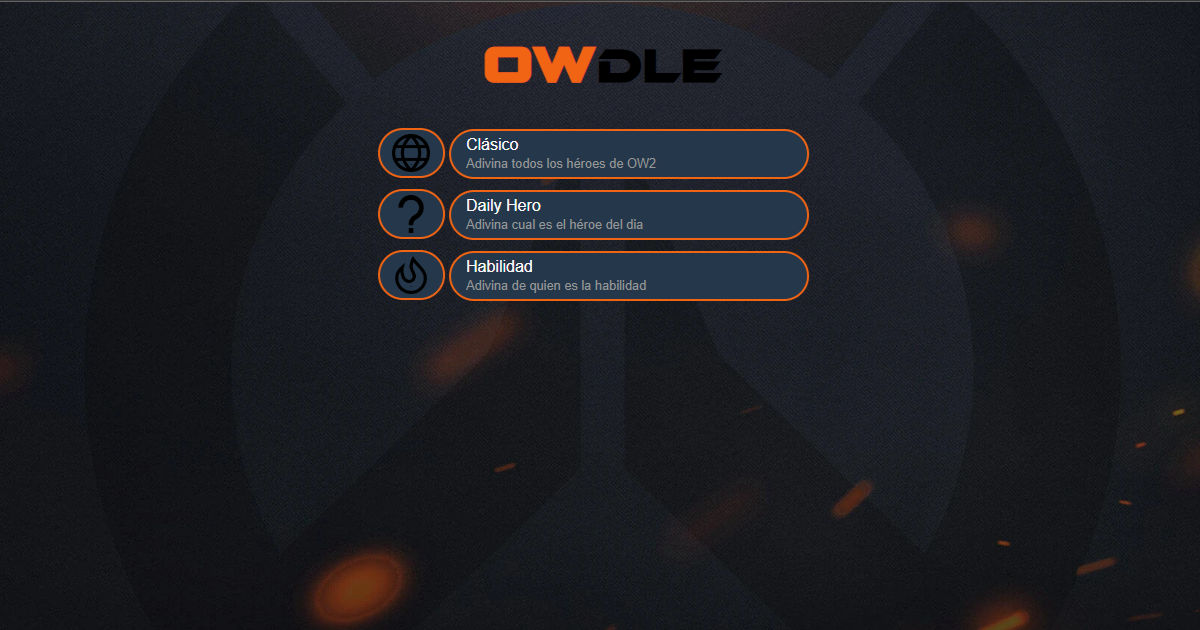 OWDLE
Clásico
Adivina todos los héroes de OW2
Daily Hero
Adivina cual es el héroe del dia
Habilidad
Adivina de quien es la habilidad